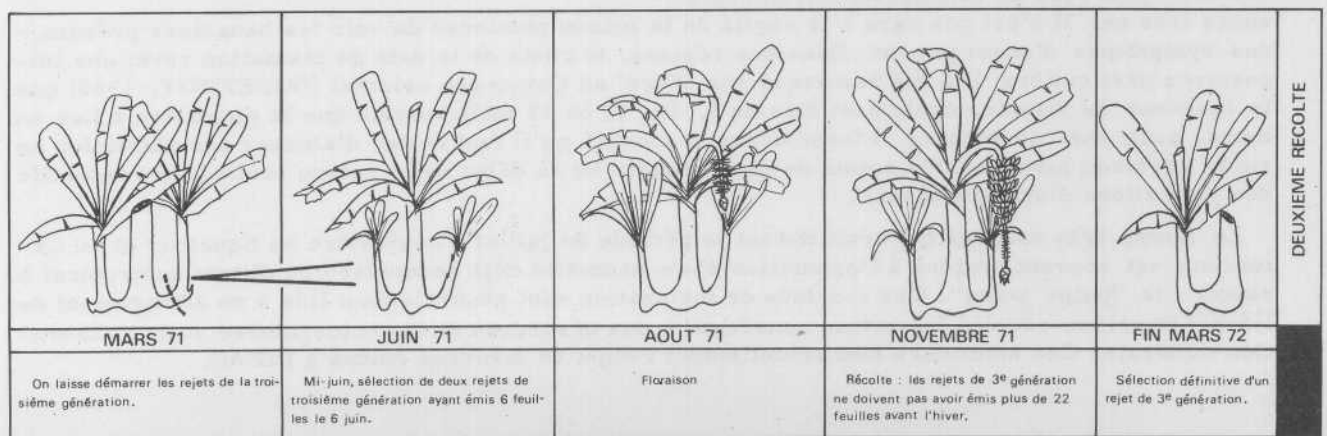 DEUXIEME RECOLTE
MARS 71
JUIN 71
AOUT 71
NOVEMBRE 71
FIN MARS 72
On laisse démarrer les rejets de la troi-
sième génération.
Mi-juin, sélection de deux rejets de
troisième génération ayant émis 6 feuil-
les le 6 juin.
Floraison
Récolte : les rejets de 3e génération
ne doivent pas avoir émis plus de 22
feuilles avant l'hiver.
Sélection définitive d'un
rejet de 3e génération.